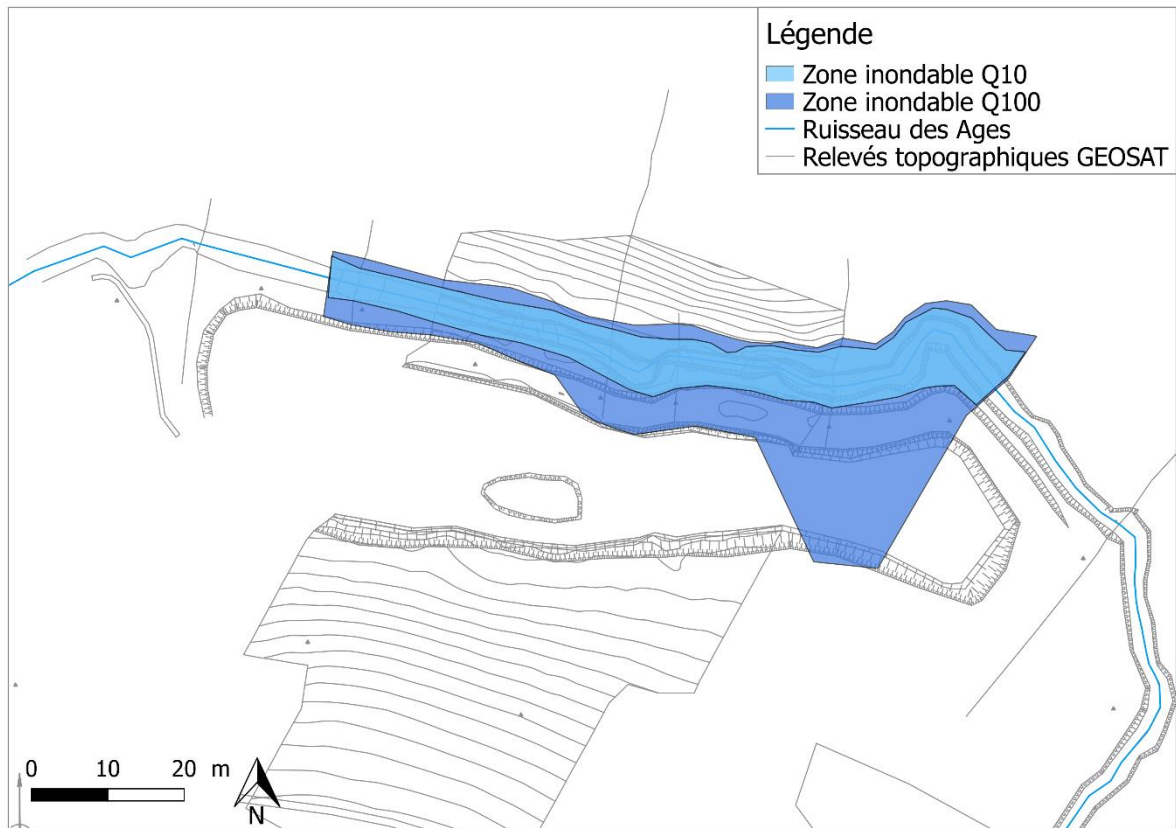 Légende
Zone inondable Q10
Zone inondable Q100
Ruisseau des Ages
Relevés topographiques GEOSAT
0 10 20 m
N